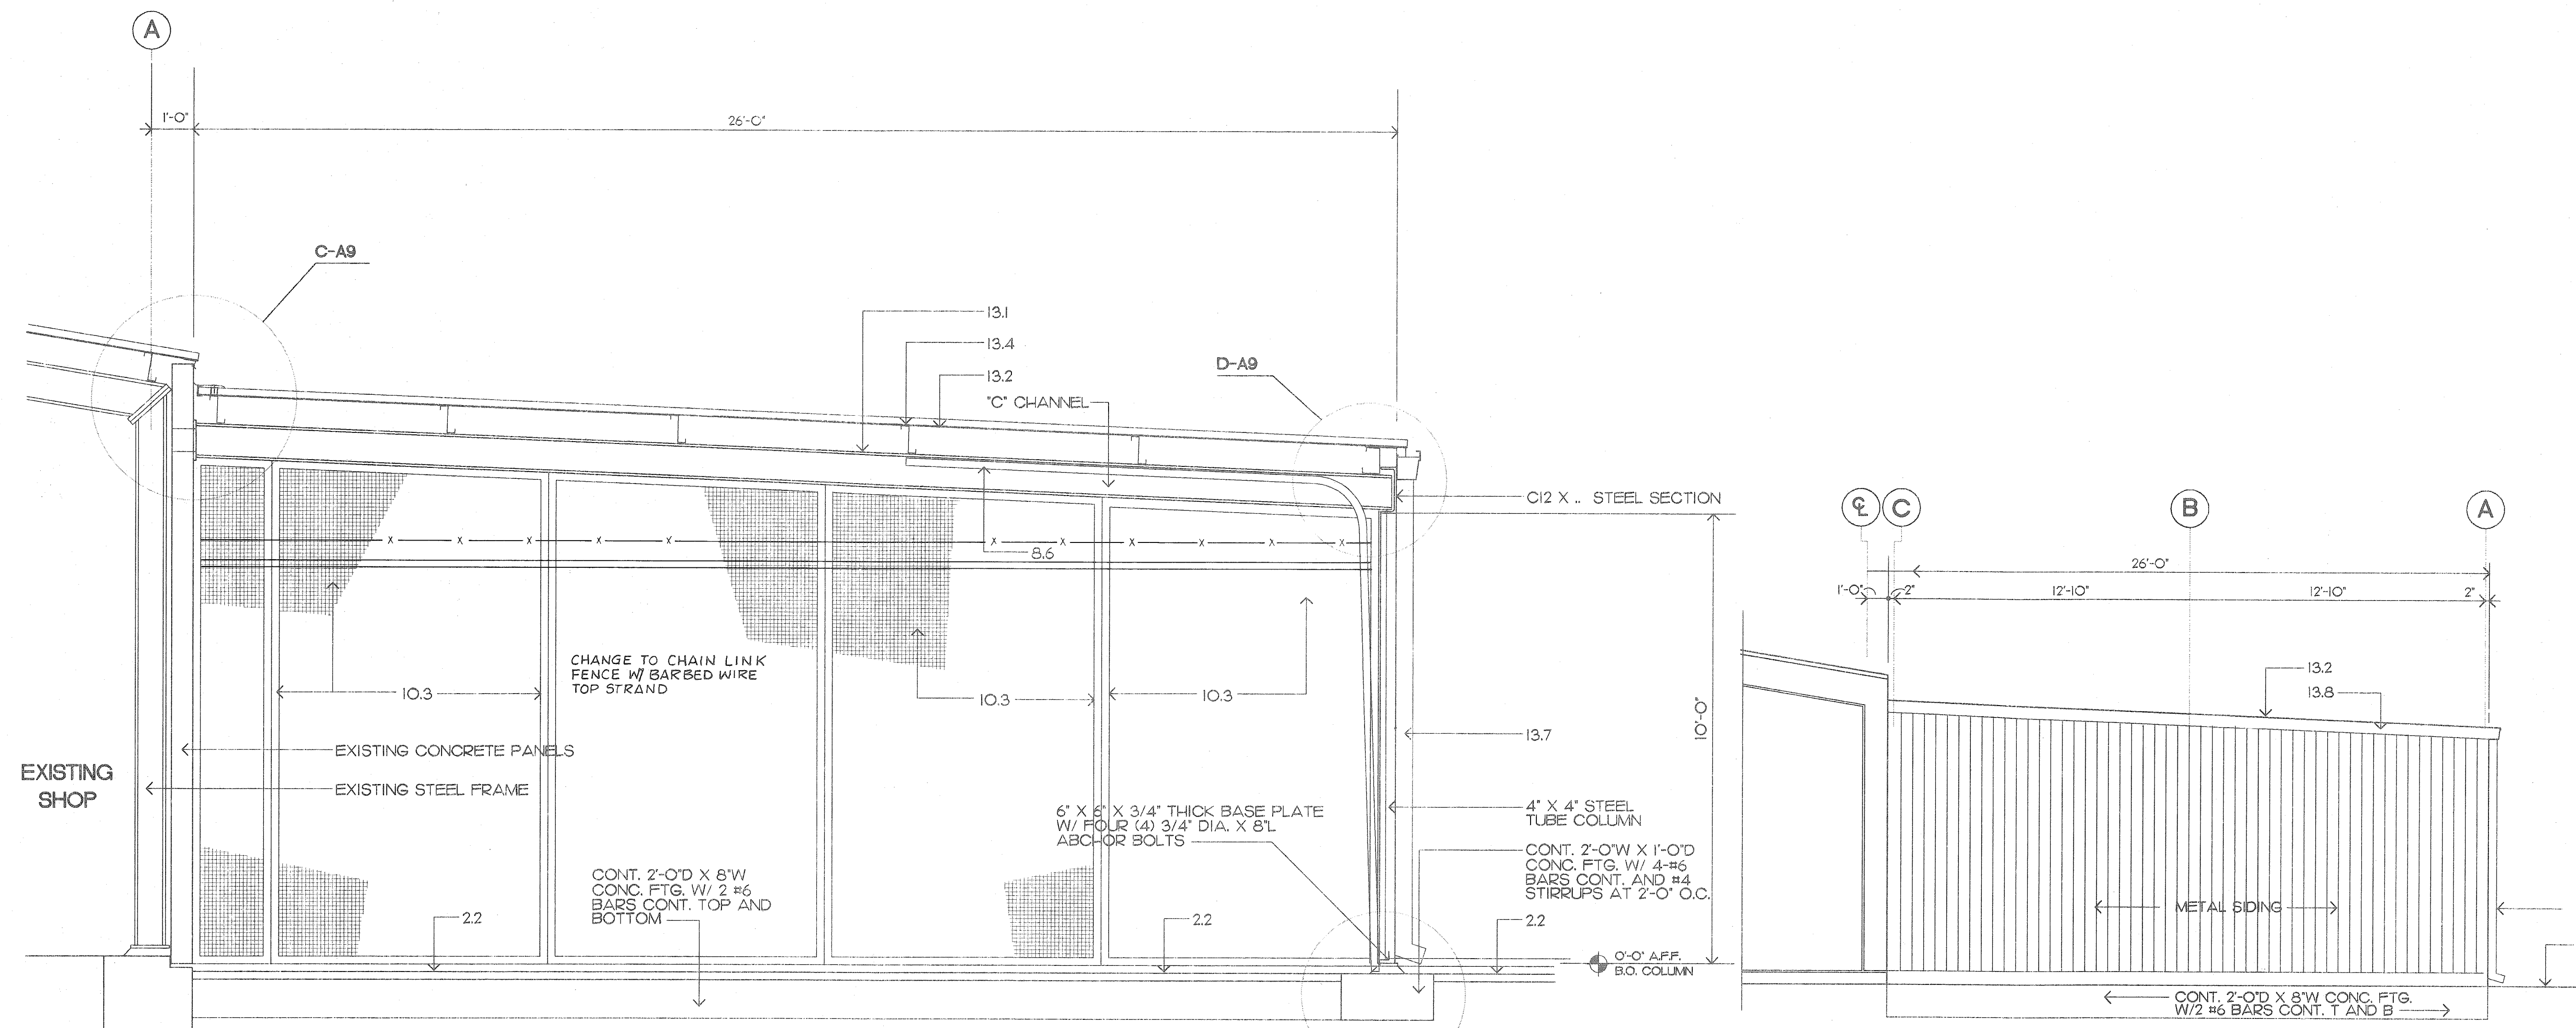 A
1'-0"
26'-0"
C-A9
13.1
13.4
13.2
"C" CHANNEL
D-A9
C12 X .. STEEL SECTION
X X X X X X X X X X X
8.6
CHANGE TO CHAIN LINK
FENCE W/ BARBED WIRE
TOP STRAND
10.3
10.3
10.3
EXISTING CONCRETE PANELS
EXISTING STEEL FRAME
EXISTING
SHOP
13.7
10'-0"
6" X 6" X 3/4" THICK BASE PLATE
W/ FOUR (4) 3/4" DIA. X 8"L
ABCHOR BOLTS
4" X 4" STEEL
TUBE COLUMN
CONT. 2'-0"W X 1'-0"D
CONC. FTG. W/ 4-#6
BARS CONT. AND #4
STIRRUPS AT 2'-0" O.C.
CONT. 2'-0"D X 8"W
CONC. FTG. W/ 2 #6
BARS CONT. TOP AND
BOTTOM
2.2
2.2
2.2
0'-0" A.F.F.
B.O. COLUMN
℄
C
B
A
26'-0"
1'-0"
2"
12'-10"
12'-10"
2"
13.2
13.8
METAL SIDING
CONT. 2'-0"D X 8"W CONC. FTG.
W/2 #6 BARS CONT. T AND B